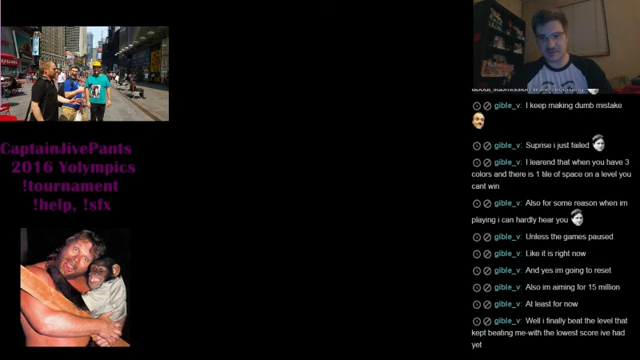 CaptainJivePants
2016 Yolympics
!tournament
!help, !sfx
gible_v: I keep making dumb mistake
gible_v: Suprise i just failed
gible_v: I learend that when you have 3
colors and there is 1 tile of space on a level you
cant win
gible_v: Also for some reason when im
playing i can hardly hear you
gible_v: Unless the games paused
gible_v: Like it is right now
gible_v: And yes im going to reset
gible_v: Also im aiming for 15 million
gible_v: At least for now
gible_v: Well i finally beat the level that
kept beating me-with the lowest score ive had
yet